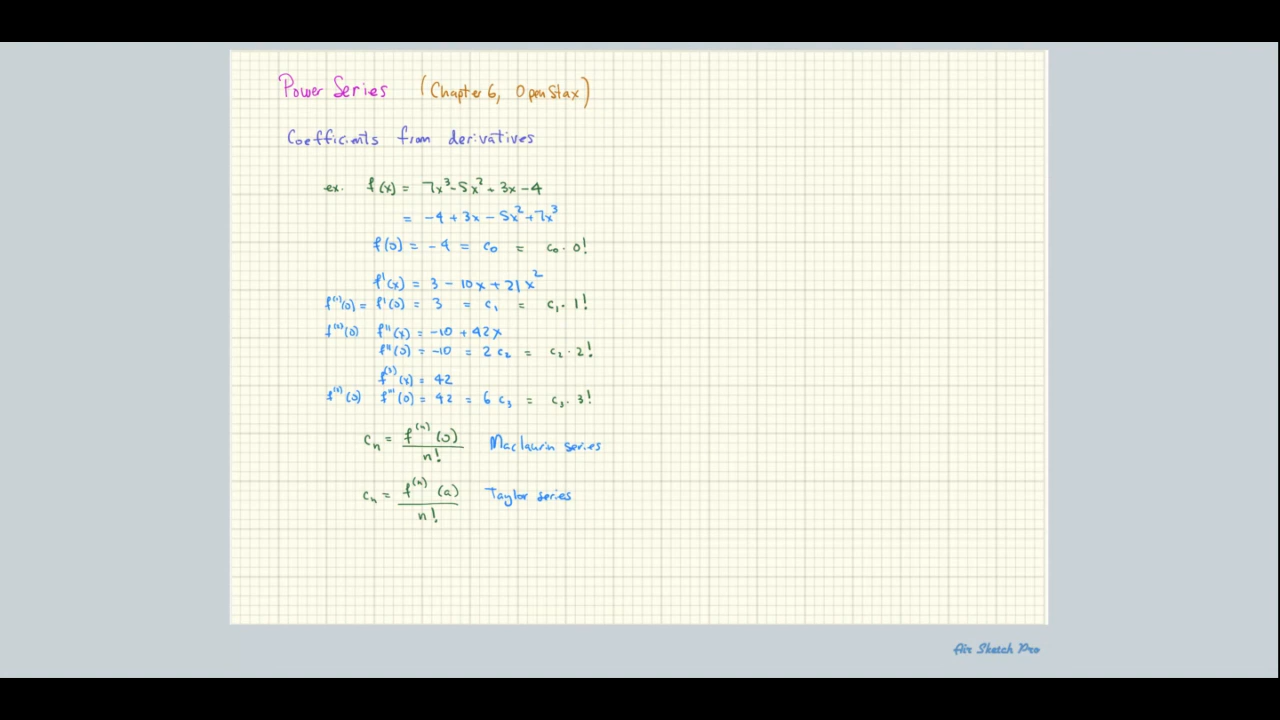 Power Series (Chapter 6, OpenStax)
Coefficients from derivatives
ex. f(x) = 7x³ - 5x² + 3x - 4
= -4 + 3x - 5x² + 7x³
f(0) = -4 = c₀ = c₀ · 0!
f'(x) = 3 - 10x + 21x²
f⁽¹⁾(0) = f'(0) = 3 = c₁ = c₁ · 1!
f⁽²⁾(0) f''(x) = -10 + 42x
f''(0) = -10 = 2c₂ = c₂ · 2!
f⁽³⁾(x) = 42
f⁽³⁾(0) f'''(0) = 42 = 6c₃ = c₃ · 3!
cₙ = f⁽ⁿ⁾(0) / n! Maclaurin series
cₙ = f⁽ⁿ⁾(a) / n! Taylor series
Air Sketch Pro